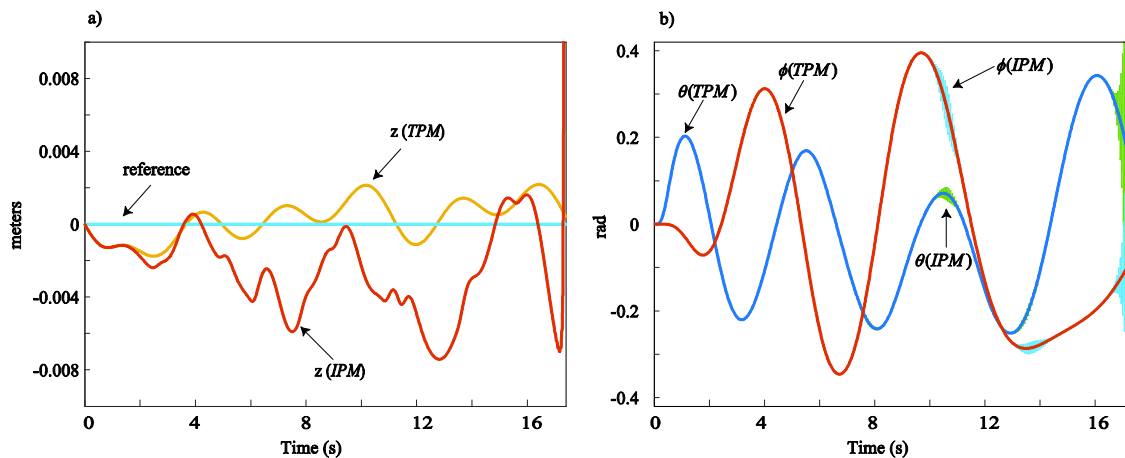 a)
0.008
0.004
0
-0.004
-0.008
meters
reference
z (TPM)
z (IPM)
0 4 8 12 16
Time (s)
b)
0.4
0.2
0
-0.2
-0.4
rad
θ(TPM)
ϕ(TPM)
ϕ(IPM)
θ(IPM)
0 4 8 12 16
Time (s)